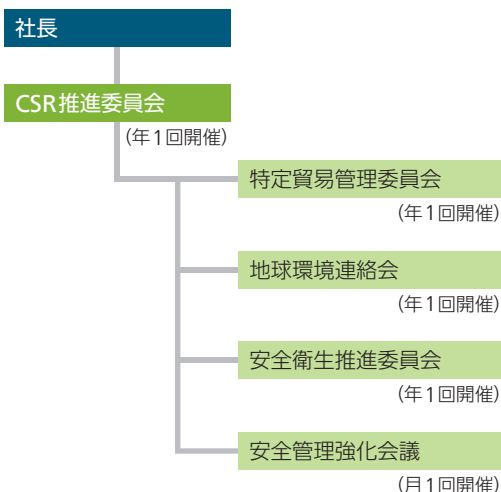 社長
CSR推進委員会
(年1回開催)
特定貿易管理委員会
(年1回開催)
地球環境連絡会
(年1回開催)
安全衛生推進委員会
(年1回開催)
安全管理強化会議
(月1回開催)